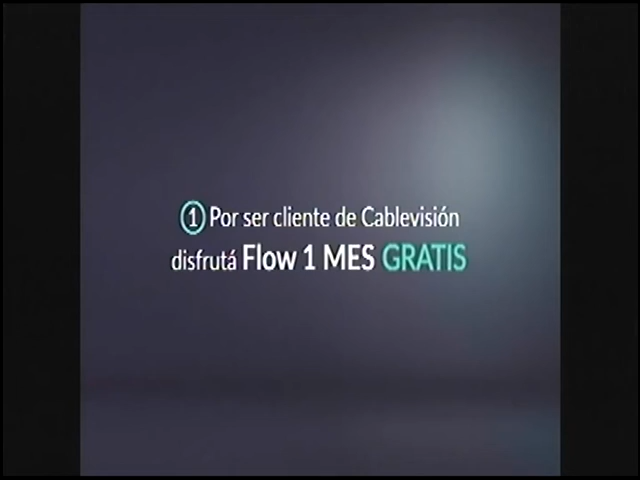 1 Por ser cliente de Cablevisión
disfrutá Flow 1 MES GRATIS